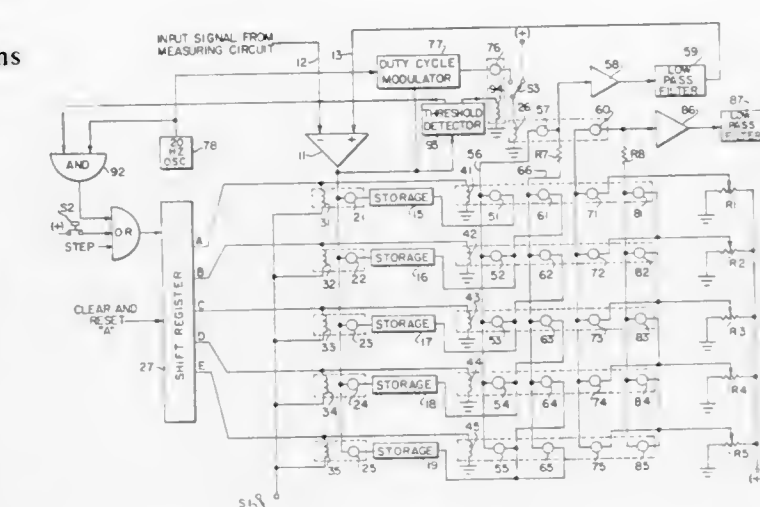 ns
INPUT SIGNAL FROM
MEASURING CIRCUIT
12
13
77
DUTY CYCLE
MODULATOR
76
(+)
S3
94
26
THRESHOLD
DETECTOR
57
58
59
LOW
PASS
FILTER
60
86
87
LOW
PASS
FILTER
20
HZ
OSC
78
AND
92
S2
(+)
OR
STEP
CLEAR AND
RESET
"A"
27
SHIFT REGISTER
A
B
C
D
E
11
56
66
R7
R8
31
21
STORAGE
15
41
51
61
71
81
R1
32
22
STORAGE
16
42
52
62
72
82
R2
33
23
STORAGE
17
43
53
63
73
83
R3
34
24
STORAGE
18
44
54
64
74
84
R4
35
25
STORAGE
19
45
55
65
75
85
R5
S1
(+)